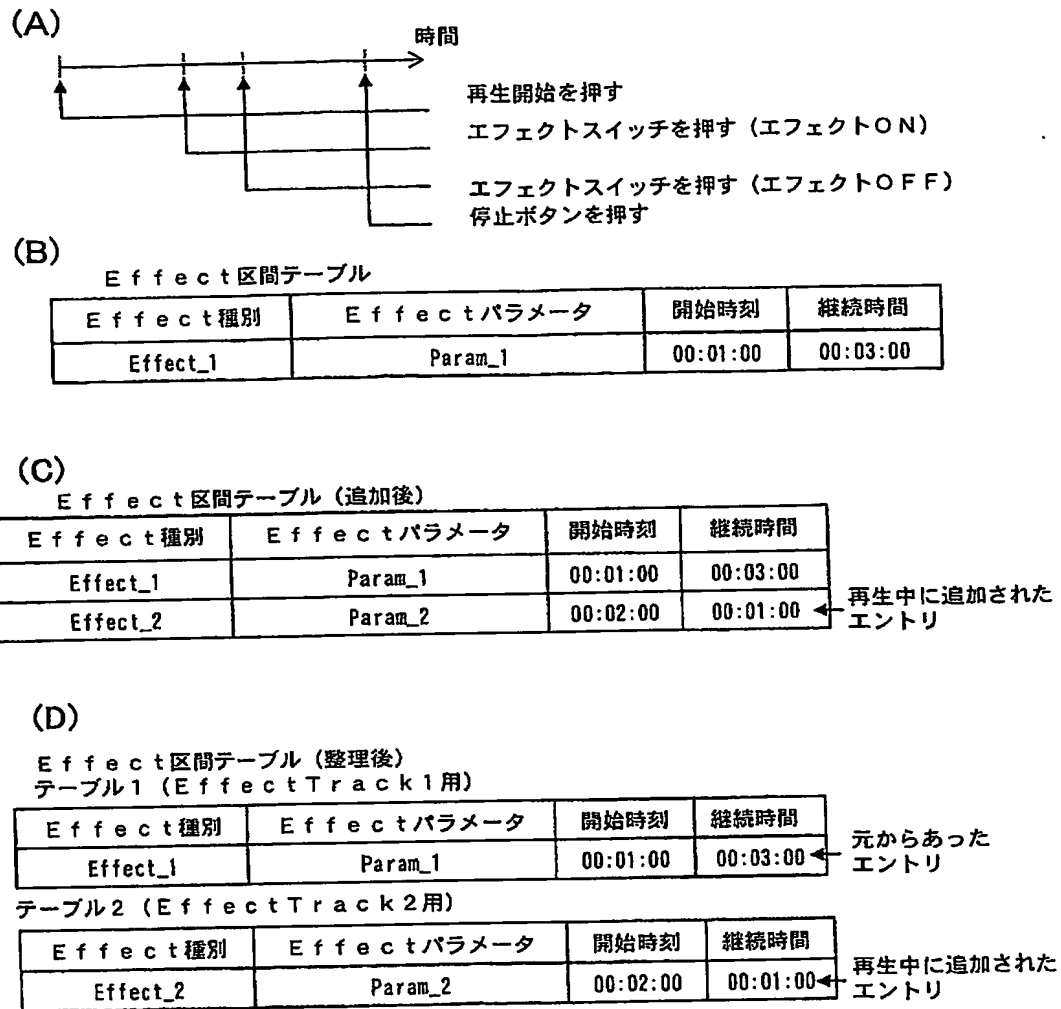 (A)
時間
再生開始を押す
エフェクトスイッチを押す（エフェクトON）
エフェクトスイッチを押す（エフェクトOFF）
停止ボタンを押す
(B)
Effect区間テーブル
Effect種別 Effectパラメータ 開始時刻 継続時間
Effect_1 Param_1 00:01:00 00:03:00
(C)
Effect区間テーブル（追加後）
Effect種別 Effectパラメータ 開始時刻 継続時間
Effect_1 Param_1 00:01:00 00:03:00
Effect_2 Param_2 00:02:00 00:01:00
再生中に追加された
エントリ
(D)
Effect区間テーブル（整理後）
テーブル1（EffectTrack1用）
Effect種別 Effectパラメータ 開始時刻 継続時間
Effect_1 Param_1 00:01:00 00:03:00
元からあった
エントリ
テーブル2（EffectTrack2用）
Effect種別 Effectパラメータ 開始時刻 継続時間
Effect_2 Param_2 00:02:00 00:01:00
再生中に追加された
エントリ